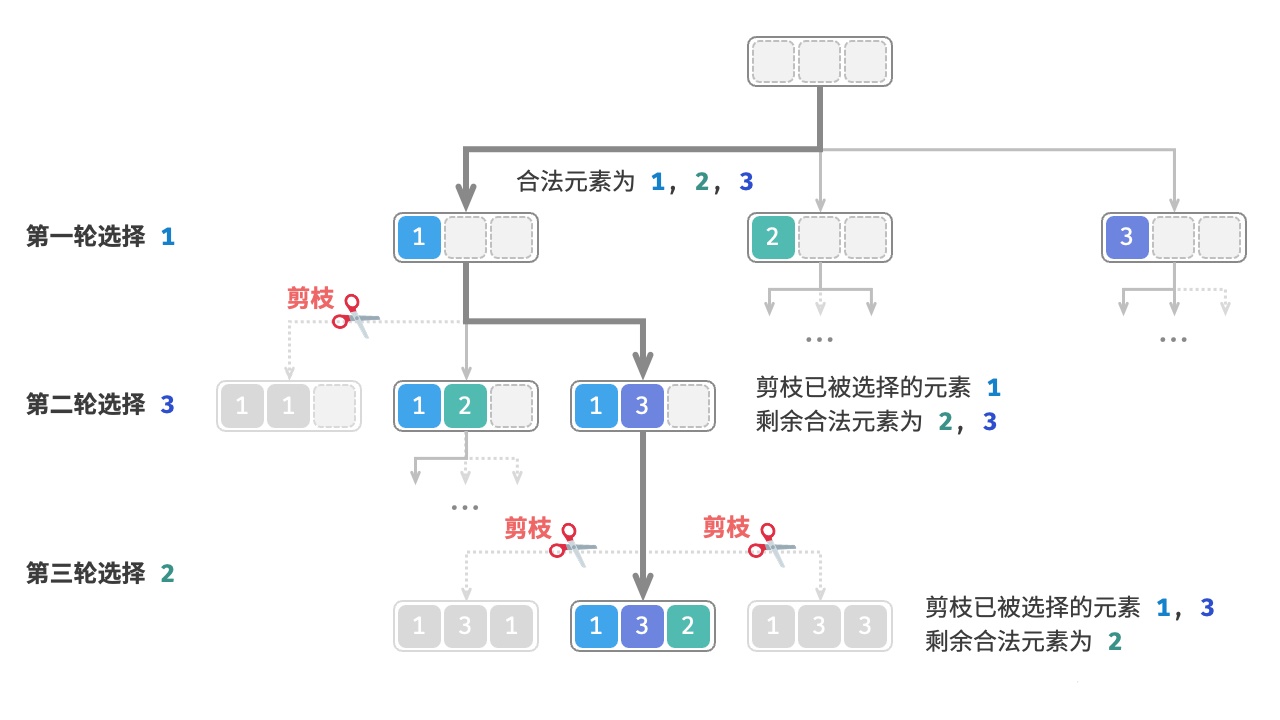 合法元素为 1, 2, 3
第一轮选择 1
1
2
3
剪枝
... ...
第二轮选择 3
1 1
1 2
1 3
剪枝已被选择的元素 1
剩余合法元素为 2, 3
...
剪枝 剪枝
第三轮选择 2
1 3 1
1 3 2
1 3 3
剪枝已被选择的元素 1, 3
剩余合法元素为 2